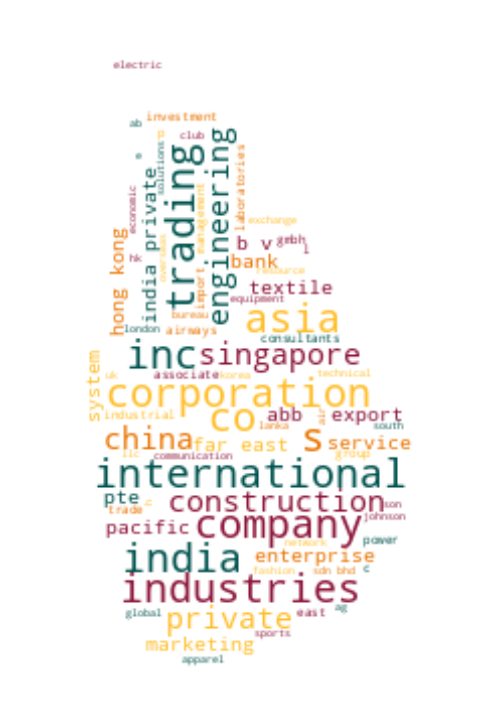 electric
ab investment
club
o
e
solutions
economic
india private
trading
engineering
laboratories
management
overseas
import
hong kong
hk
exchange
b v gmbh
l
bank
resource
textile
equipment
bureau
asia
london airways
consultants
inc singapore
system
uk associate korea technical
corporation
industrial co abb air export
lanka south
china far east s service
llc communication group
international
pte construction son
trade c
johnson
pacific company
power
network
india enterprise
fashion sdn bhd c
industries
ag
global private east
sports
marketing
apparel